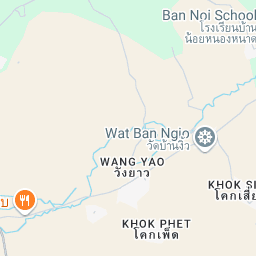 Ban Noi School
โรงเรียนบ้าน
น้อยหนองหนาด
Wat Ban Ngio
วัดบ้านงิ้ว
WANG YAO
วังยาว
KHOK S
โคกเสี
KHOK PHET
โคกเพ็ด